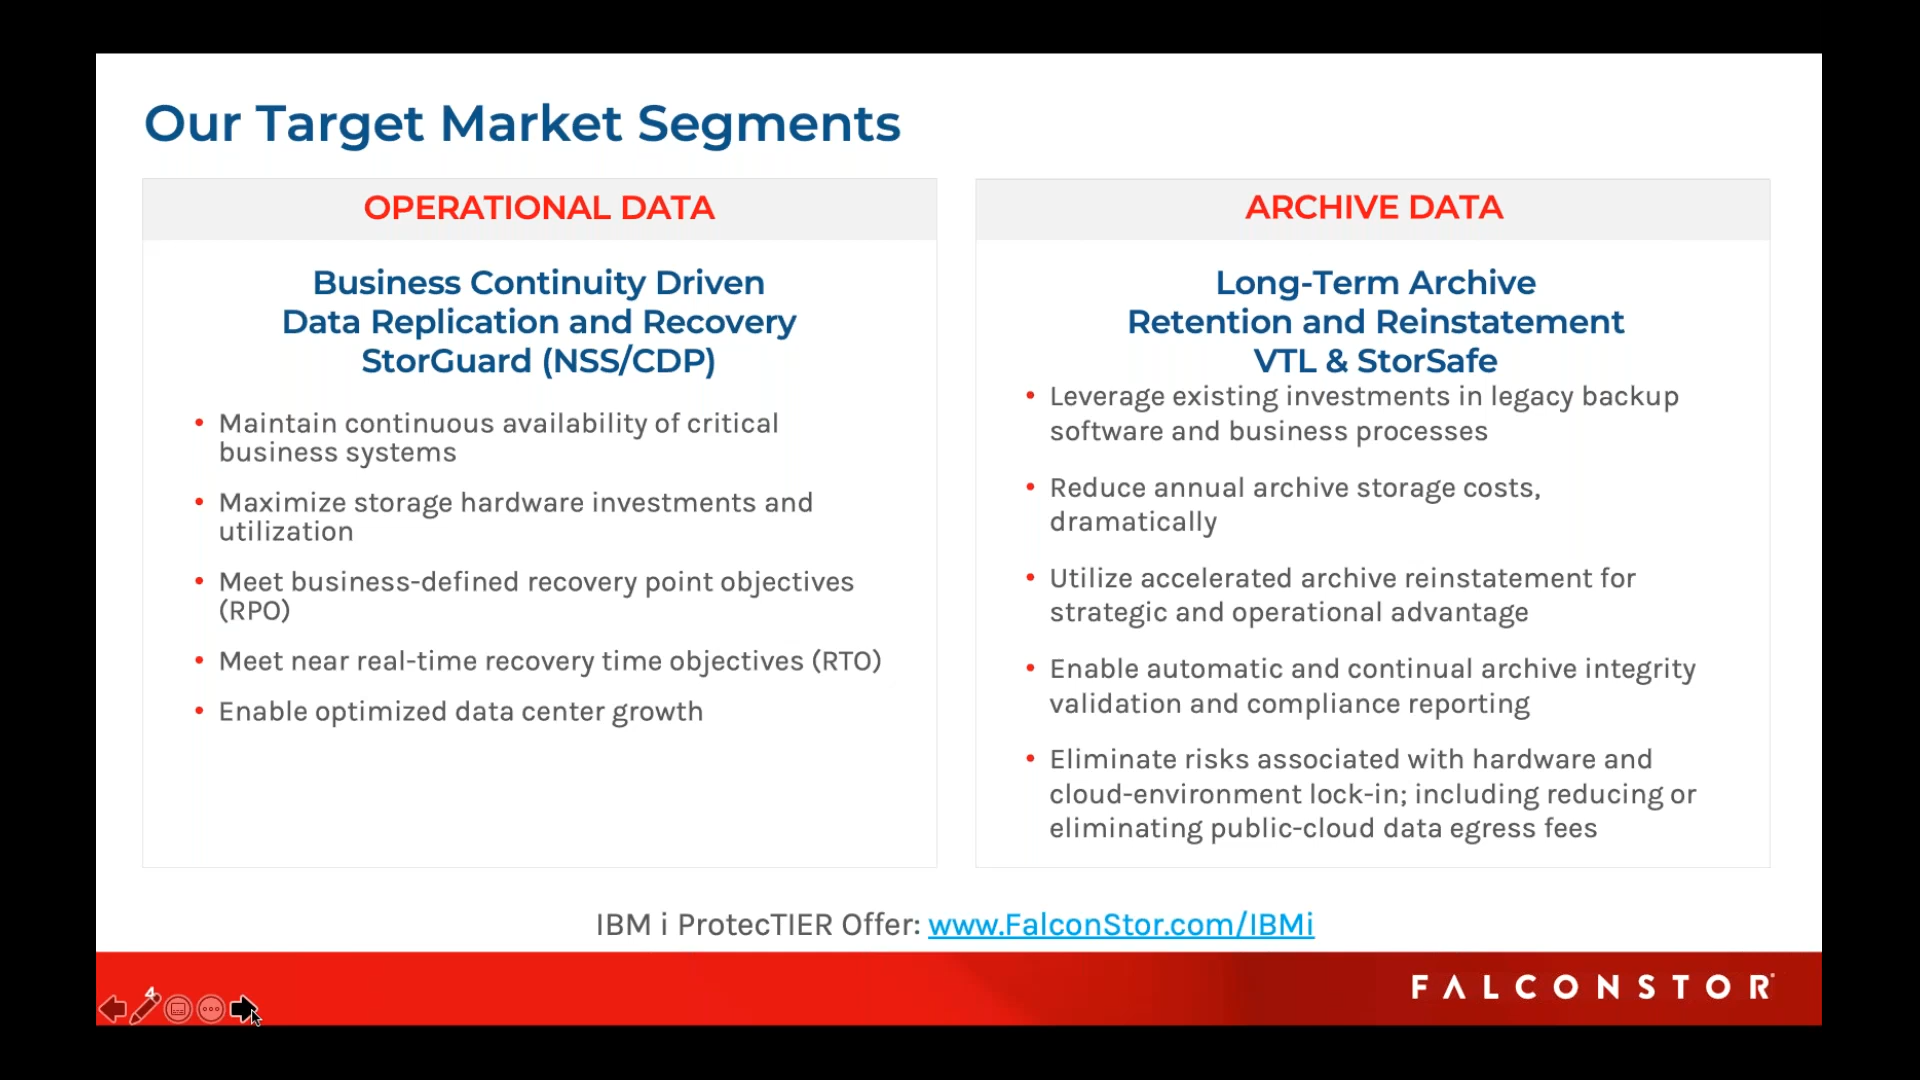 Our Target Market Segments
OPERATIONAL DATA
Business Continuity Driven
Data Replication and Recovery
StorGuard (NSS/CDP)
• Maintain continuous availability of critical
business systems
• Maximize storage hardware investments and
utilization
• Meet business-defined recovery point objectives
(RPO)
• Meet near real-time recovery time objectives (RTO)
• Enable optimized data center growth
ARCHIVE DATA
Long-Term Archive
Retention and Reinstatement
VTL & StorSafe
• Leverage existing investments in legacy backup
software and business processes
• Reduce annual archive storage costs,
dramatically
• Utilize accelerated archive reinstatement for
strategic and operational advantage
• Enable automatic and continual archive integrity
validation and compliance reporting
• Eliminate risks associated with hardware and
cloud-environment lock-in; including reducing or
eliminating public-cloud data egress fees
IBM i ProtecTIER Offer: www.FalconStor.com/IBMi
4
FALCONSTOR